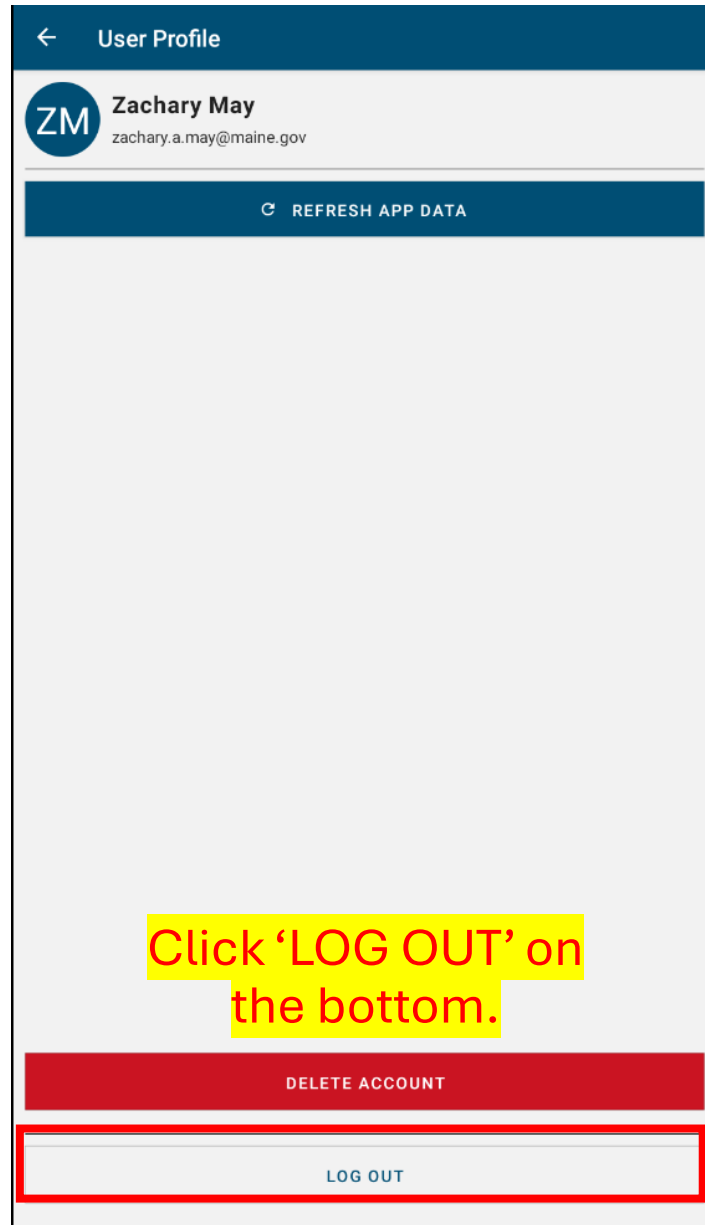 User Profile
ZM
Zachary May
zachary.a.may@maine.gov
REFRESH APP DATA
Click ‘LOG OUT’ on
the bottom.
DELETE ACCOUNT
LOG OUT